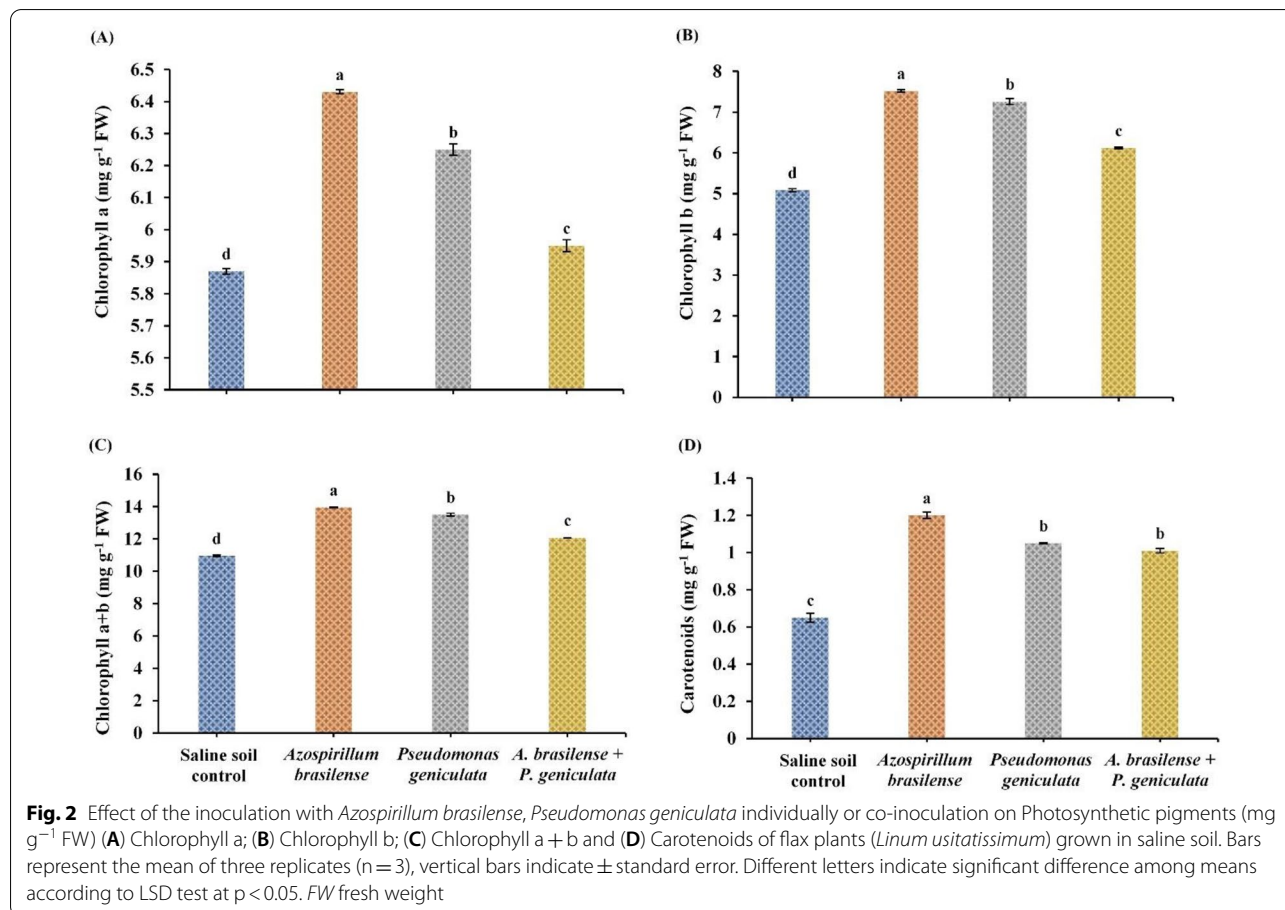 (A)
Chlorophyll a (mg g⁻¹ FW)
6.5
6.4
6.3
6.2
6.1
6
5.9
5.8
5.7
5.6
5.5
d
a
b
c
(B)
Chlorophyll b (mg g⁻¹ FW)
8
7
6
5
4
3
2
1
0
d
a
b
c
(C)
Chlorophyll a+b (mg g⁻¹ FW)
16
14
12
10
8
6
4
2
0
d
a
b
c
Saline soil
control
Azospirillum
brasilense
Pseudomonas
geniculata
A. brasilense +
P. geniculata
(D)
Carotenoids (mg g⁻¹ FW)
1.4
1.2
1
0.8
0.6
0.4
0.2
0
c
a
b
b
Saline soil
control
Azospirillum
brasilense
Pseudomonas
geniculata
A. brasilense +
P. geniculata
Fig. 2 Effect of the inoculation with Azospirillum brasilense, Pseudomonas geniculata individually or co-inoculation on Photosynthetic pigments (mg
g⁻¹ FW) (A) Chlorophyll a; (B) Chlorophyll b; (C) Chlorophyll a + b and (D) Carotenoids of flax plants (Linum usitatissimum) grown in saline soil. Bars
represent the mean of three replicates (n = 3), vertical bars indicate ± standard error. Different letters indicate significant difference among means
according to LSD test at p < 0.05. FW fresh weight